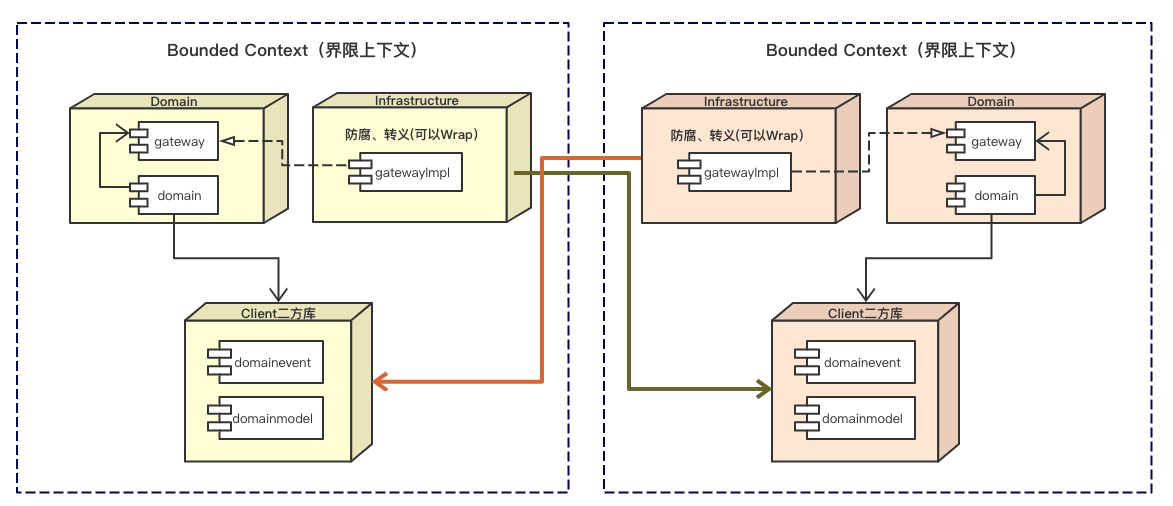 Bounded Context（界限上下文）
Domain
gateway
domain
Infrastructure
防腐、转义(可以Wrap)
gatewayImpl
Client二方库
domainevent
domainmodel
Bounded Context（界限上下文）
Infrastructure
防腐、转义(可以Wrap)
gatewayImpl
Domain
gateway
domain
Client二方库
domainevent
domainmodel